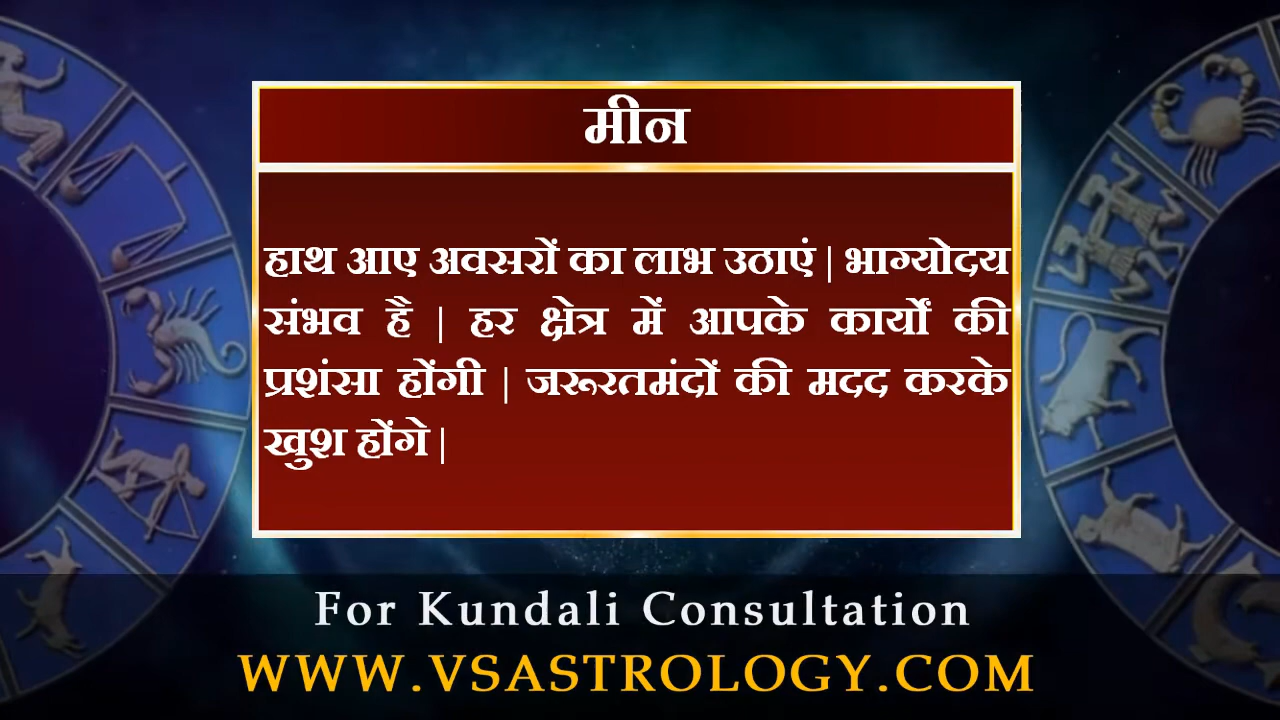 मीन
हाथ आए अवसरों का लाभ उठाएं | भाग्योदय
संभव है | हर क्षेत्र में आपके कार्यों की
प्रशंसा होंगी | जरूरतमंदों की मदद करके
खुश होंगे |
For Kundali Consultation
WWW.VSASTROLOGY.COM